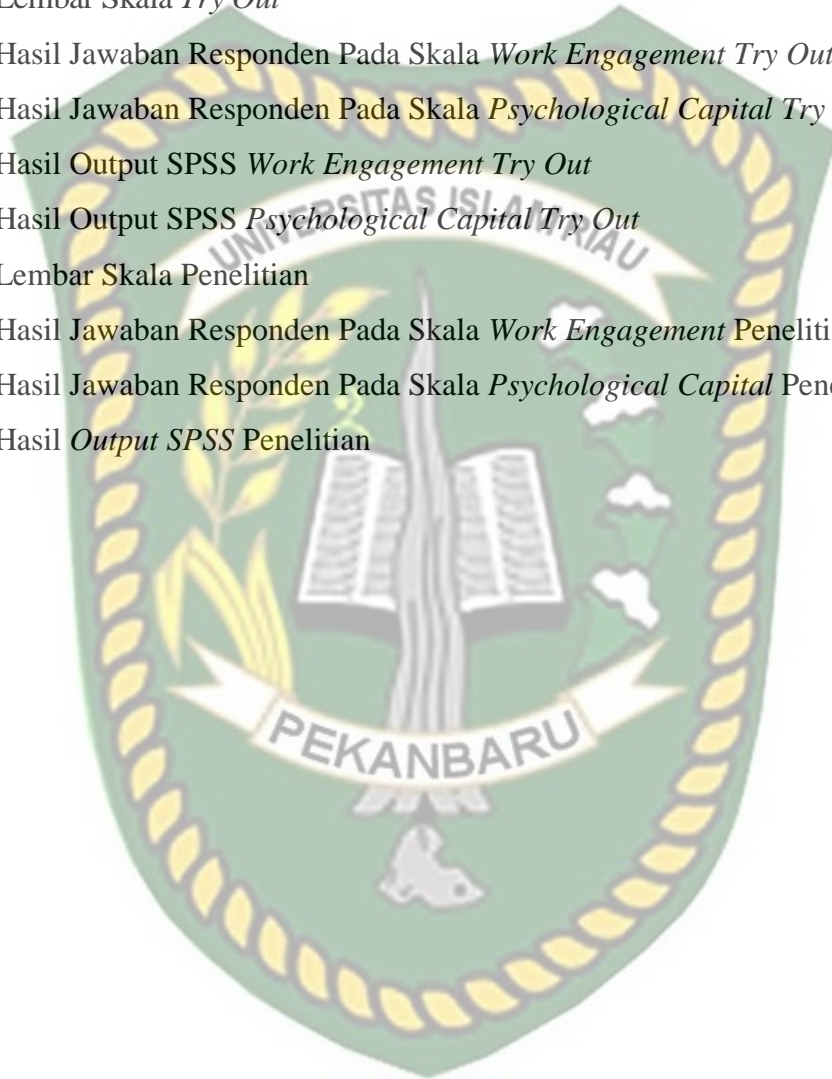 Lembar Skala Try Out
Hasil Jawaban Responden Pada Skala Work Engagement Try Out
Hasil Jawaban Responden Pada Skala Psychological Capital Try
Hasil Output SPSS Work Engagement Try Out
Hasil Output SPSS Psychological Capital Try Out
Lembar Skala Penelitian
Hasil Jawaban Responden Pada Skala Work Engagement Peneliti
Hasil Jawaban Responden Pada Skala Psychological Capital Pene
Hasil Output SPSS Penelitian
UNIVERSITAS ISLAM RIAU
PEKANBARU